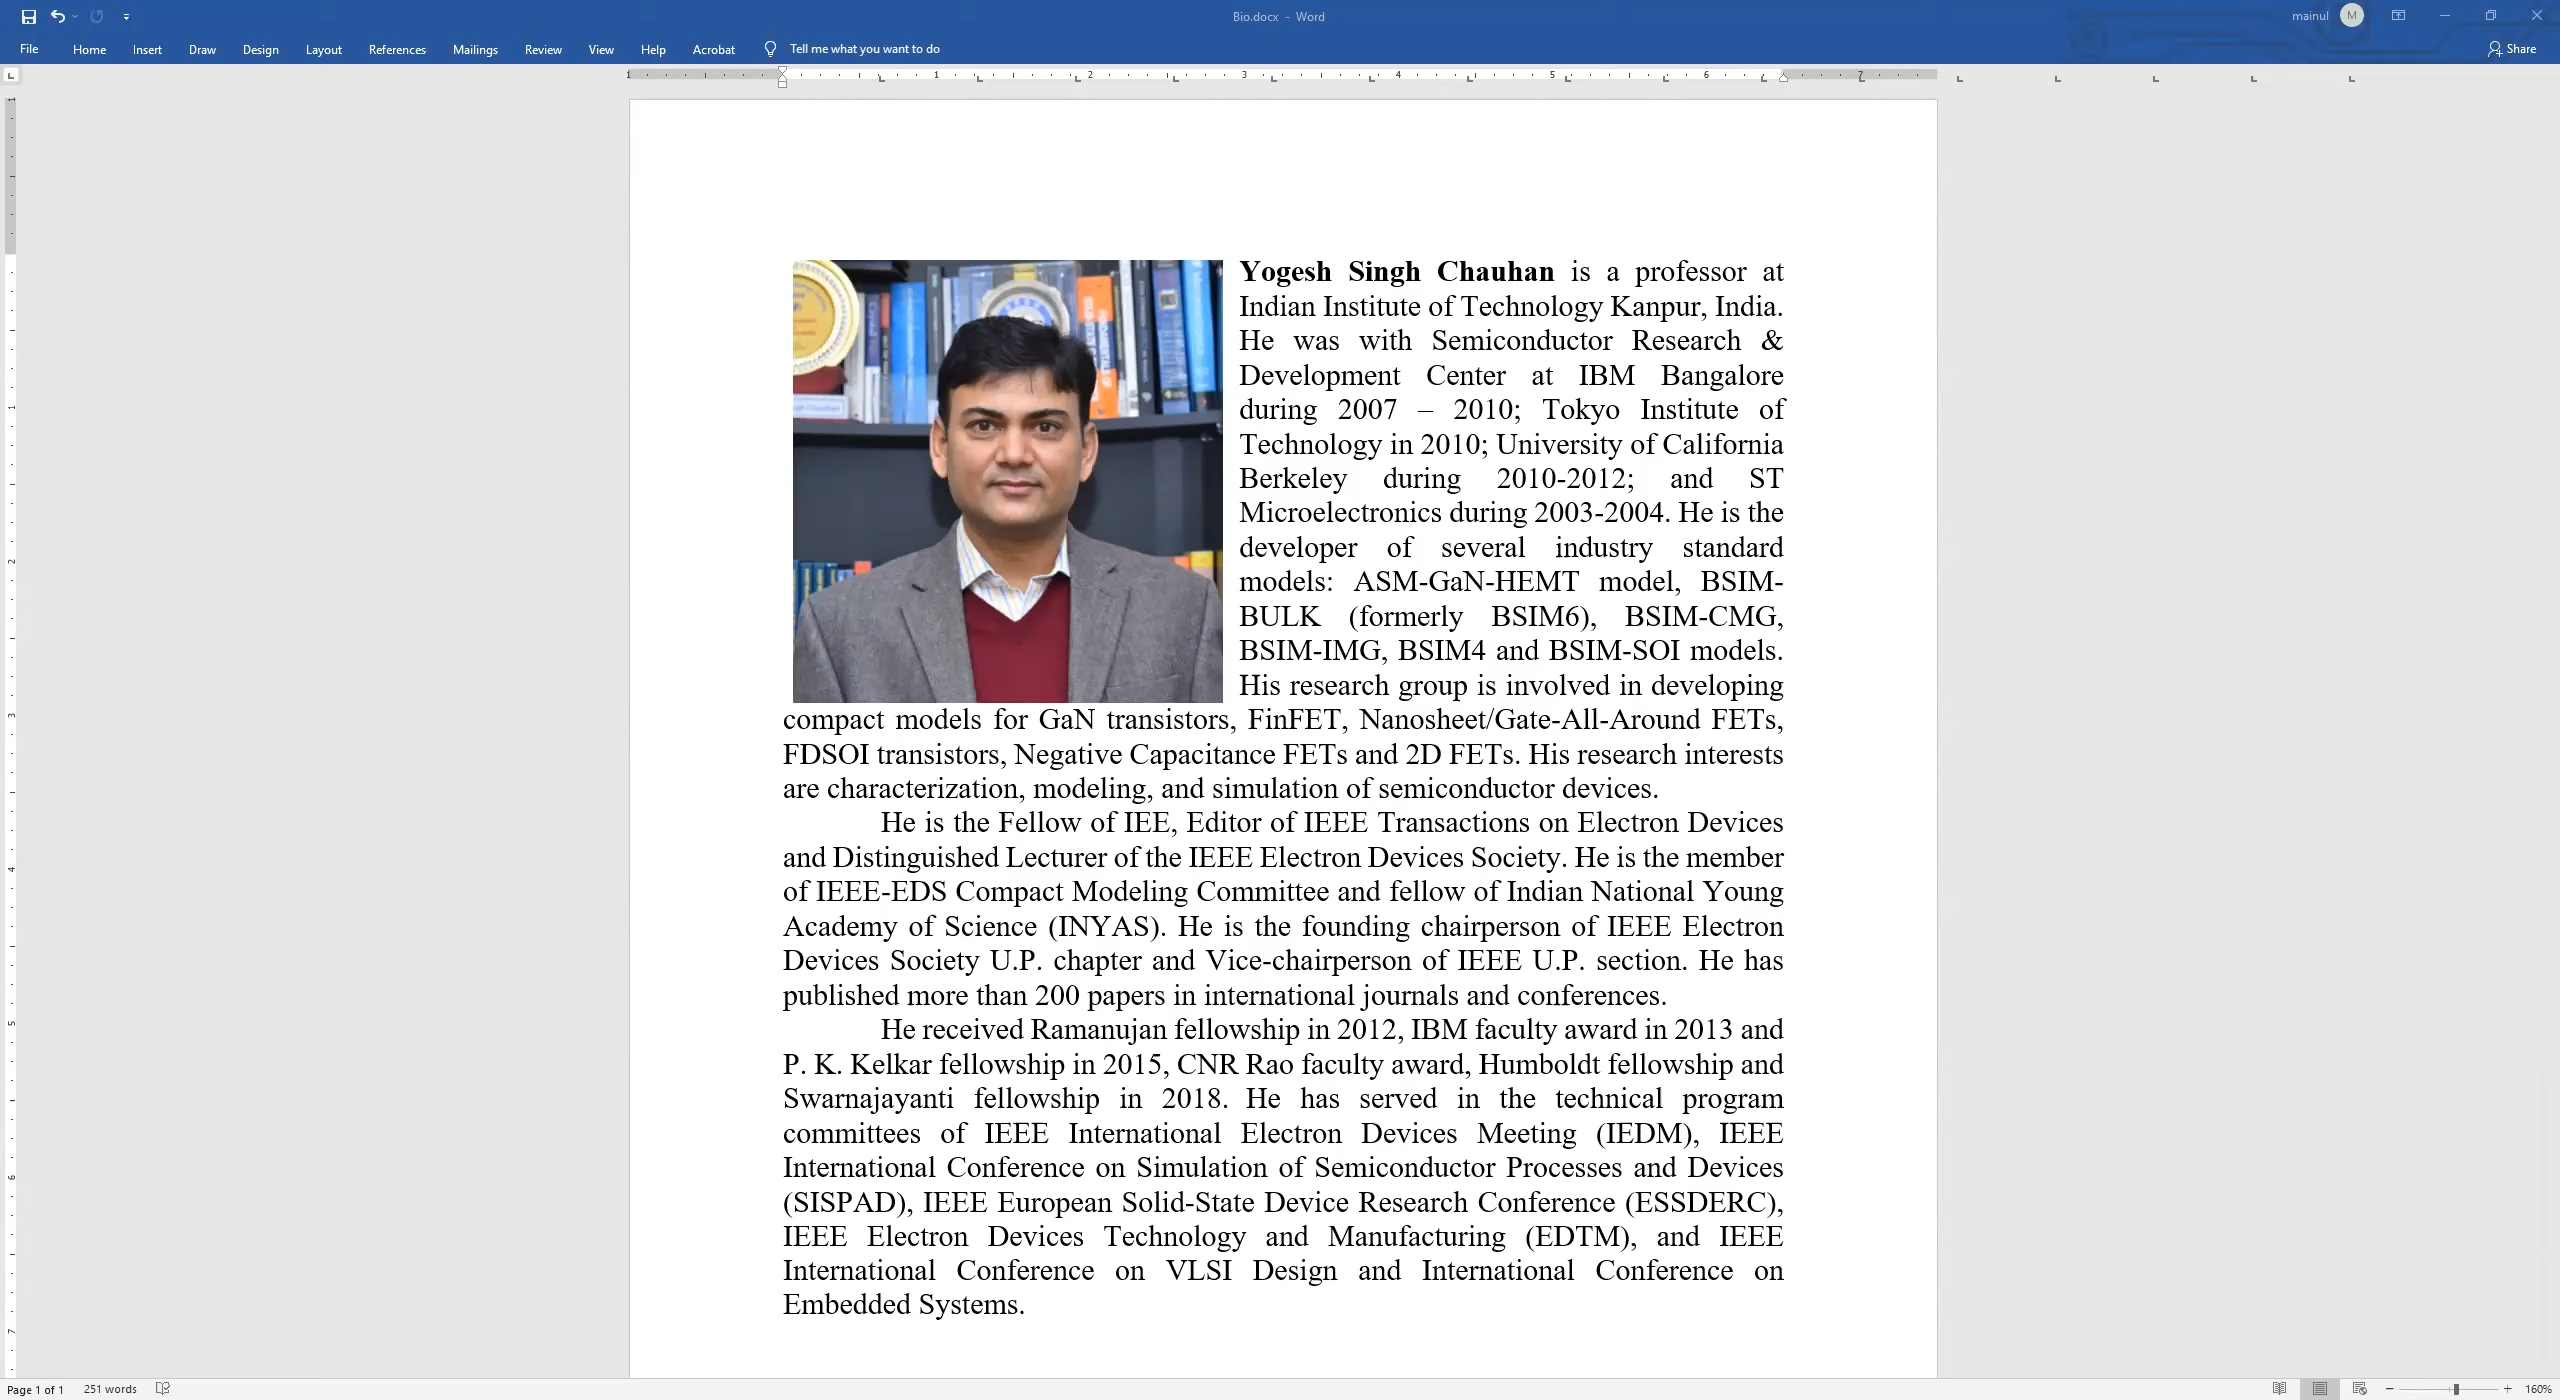 Bio.docx - Word
mainul
M
File
Home
Insert
Draw
Design
Layout
References
Mailings
Review
View
Help
Acrobat
Tell me what you want to do
Share
1 1 2 3 4 5 6 7
Yogesh Singh Chauhan is a professor at
Indian Institute of Technology Kanpur, India.
He was with Semiconductor Research &
Development Center at IBM Bangalore
during 2007 – 2010; Tokyo Institute of
Technology in 2010; University of California
Berkeley during 2010-2012; and ST
Microelectronics during 2003-2004. He is the
developer of several industry standard
models: ASM-GaN-HEMT model, BSIM-
BULK (formerly BSIM6), BSIM-CMG,
BSIM-IMG, BSIM4 and BSIM-SOI models.
His research group is involved in developing
compact models for GaN transistors, FinFET, Nanosheet/Gate-All-Around FETs,
FDSOI transistors, Negative Capacitance FETs and 2D FETs. His research interests
are characterization, modeling, and simulation of semiconductor devices.
He is the Fellow of IEE, Editor of IEEE Transactions on Electron Devices
and Distinguished Lecturer of the IEEE Electron Devices Society. He is the member
of IEEE-EDS Compact Modeling Committee and fellow of Indian National Young
Academy of Science (INYAS). He is the founding chairperson of IEEE Electron
Devices Society U.P. chapter and Vice-chairperson of IEEE U.P. section. He has
published more than 200 papers in international journals and conferences.
He received Ramanujan fellowship in 2012, IBM faculty award in 2013 and
P. K. Kelkar fellowship in 2015, CNR Rao faculty award, Humboldt fellowship and
Swarnajayanti fellowship in 2018. He has served in the technical program
committees of IEEE International Electron Devices Meeting (IEDM), IEEE
International Conference on Simulation of Semiconductor Processes and Devices
(SISPAD), IEEE European Solid-State Device Research Conference (ESSDERC),
IEEE Electron Devices Technology and Manufacturing (EDTM), and IEEE
International Conference on VLSI Design and International Conference on
Embedded Systems.
Page 1 of 1
251 words
160%